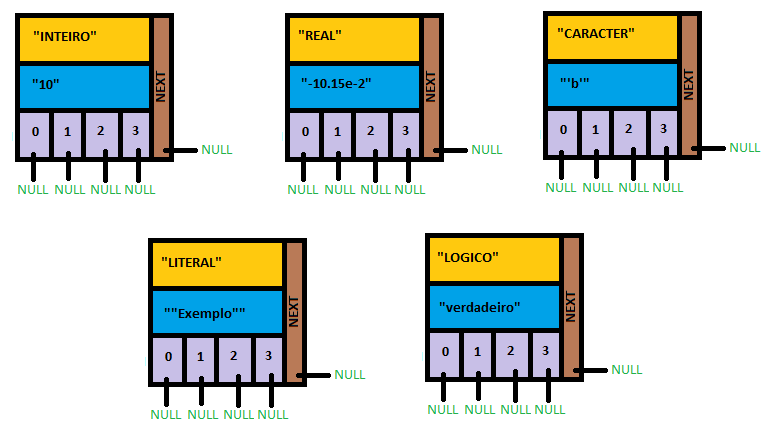 "INTEIRO"
"10"
0 1 2 3
NEXT
NULL
NULL NULL NULL NULL
"REAL"
"-10.15e-2"
0 1 2 3
NEXT
NULL
NULL NULL NULL NULL
"CARACTER"
"'b'"
0 1 2 3
NEXT
NULL
NULL NULL NULL NULL
"LITERAL"
""Exemplo""
0 1 2 3
NEXT
NULL
NULL NULL NULL NULL
"LOGICO"
"verdadeiro"
0 1 2 3
NEXT
NULL
NULL NULL NULL NULL